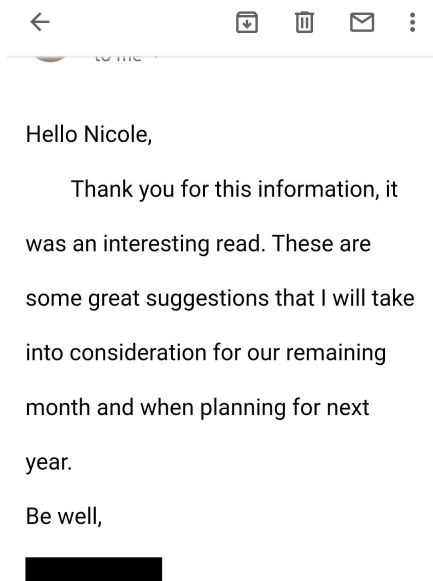 Hello Nicole,
Thank you for this information, it
was an interesting read. These are
some great suggestions that I will take
into consideration for our remaining
month and when planning for next
year.
Be well,